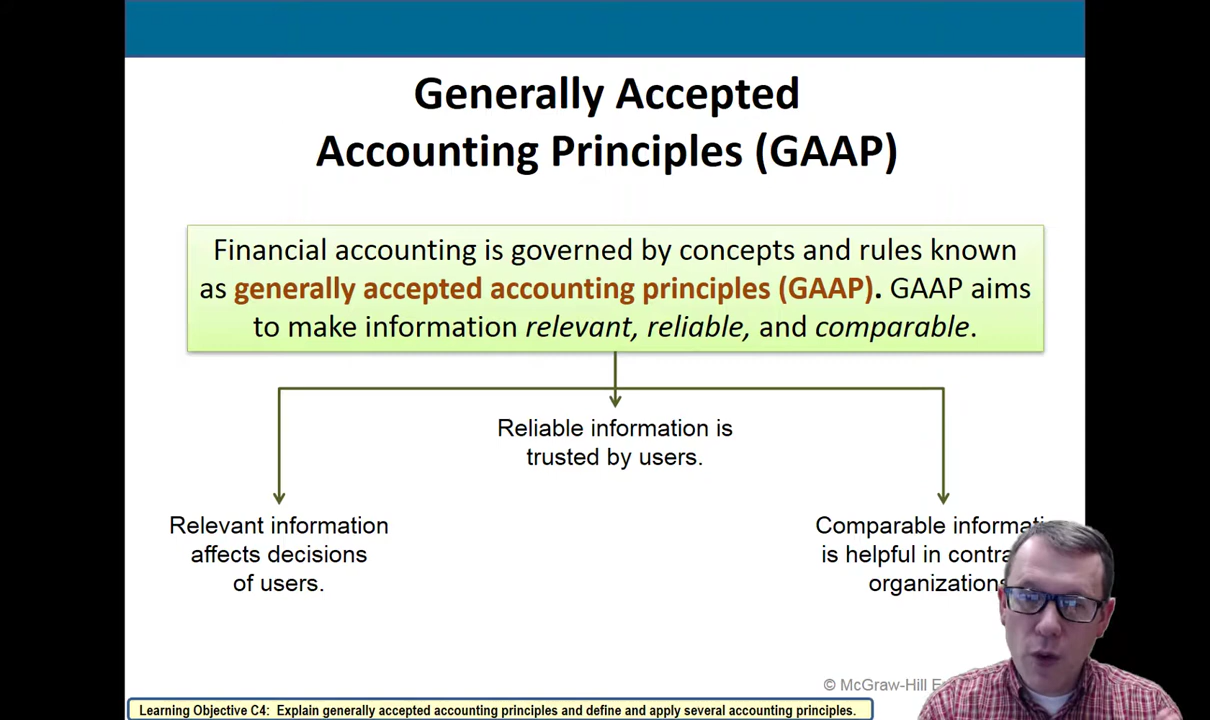 Generally Accepted
Accounting Principles (GAAP)
Financial accounting is governed by concepts and rules known
as generally accepted accounting principles (GAAP). GAAP aims
to make information relevant, reliable, and comparable.
Reliable information is
trusted by users.
Relevant information
affects decisions
of users.
Comparable
is helpful in
organizations
© McGraw-Hill
Learning Objective C4: Explain generally accepted accounting principles and define and apply several accounting principles.